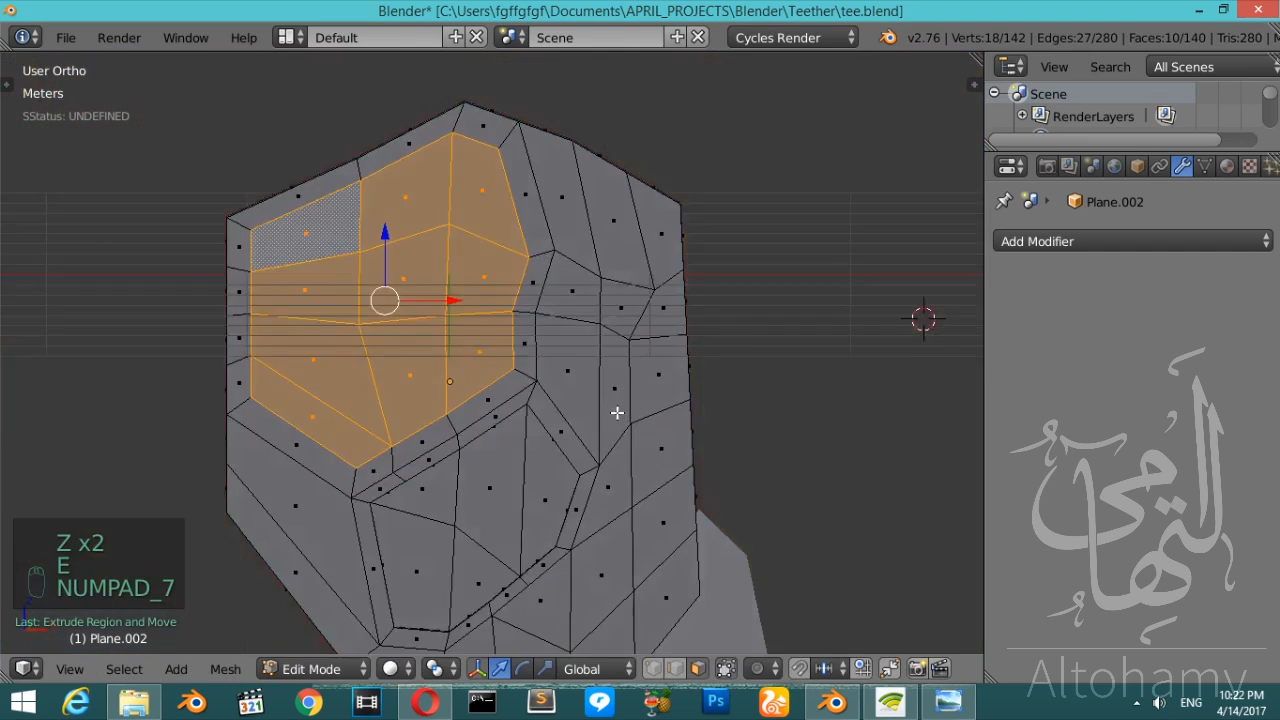 Blender* [C:\Users\fgffgfgf\Documents\APRIL_PROJECTS\Blender\Teether\tee.blend]
File Render Window Help Default Scene Cycles Render v2.76 | Verts:18/142 | Edges:27/280 | Faces:10/140 | Tris:280 |
User Ortho
Meters
SStatus: UNDEFINED
View Search All Scenes
Scene
RenderLayers
Plane.002
Add Modifier
Z x2
E
NUMPAD_7
Last: Extrude Region and Move
(1) Plane.002
View Select Add Mesh Edit Mode Global
Altohamy
321
Ps
ENG
10:22 PM
4/14/2017